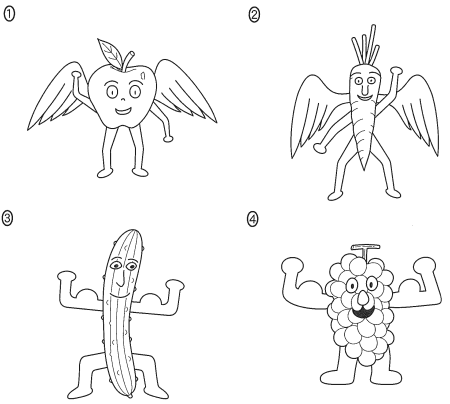 ①
②
③
④